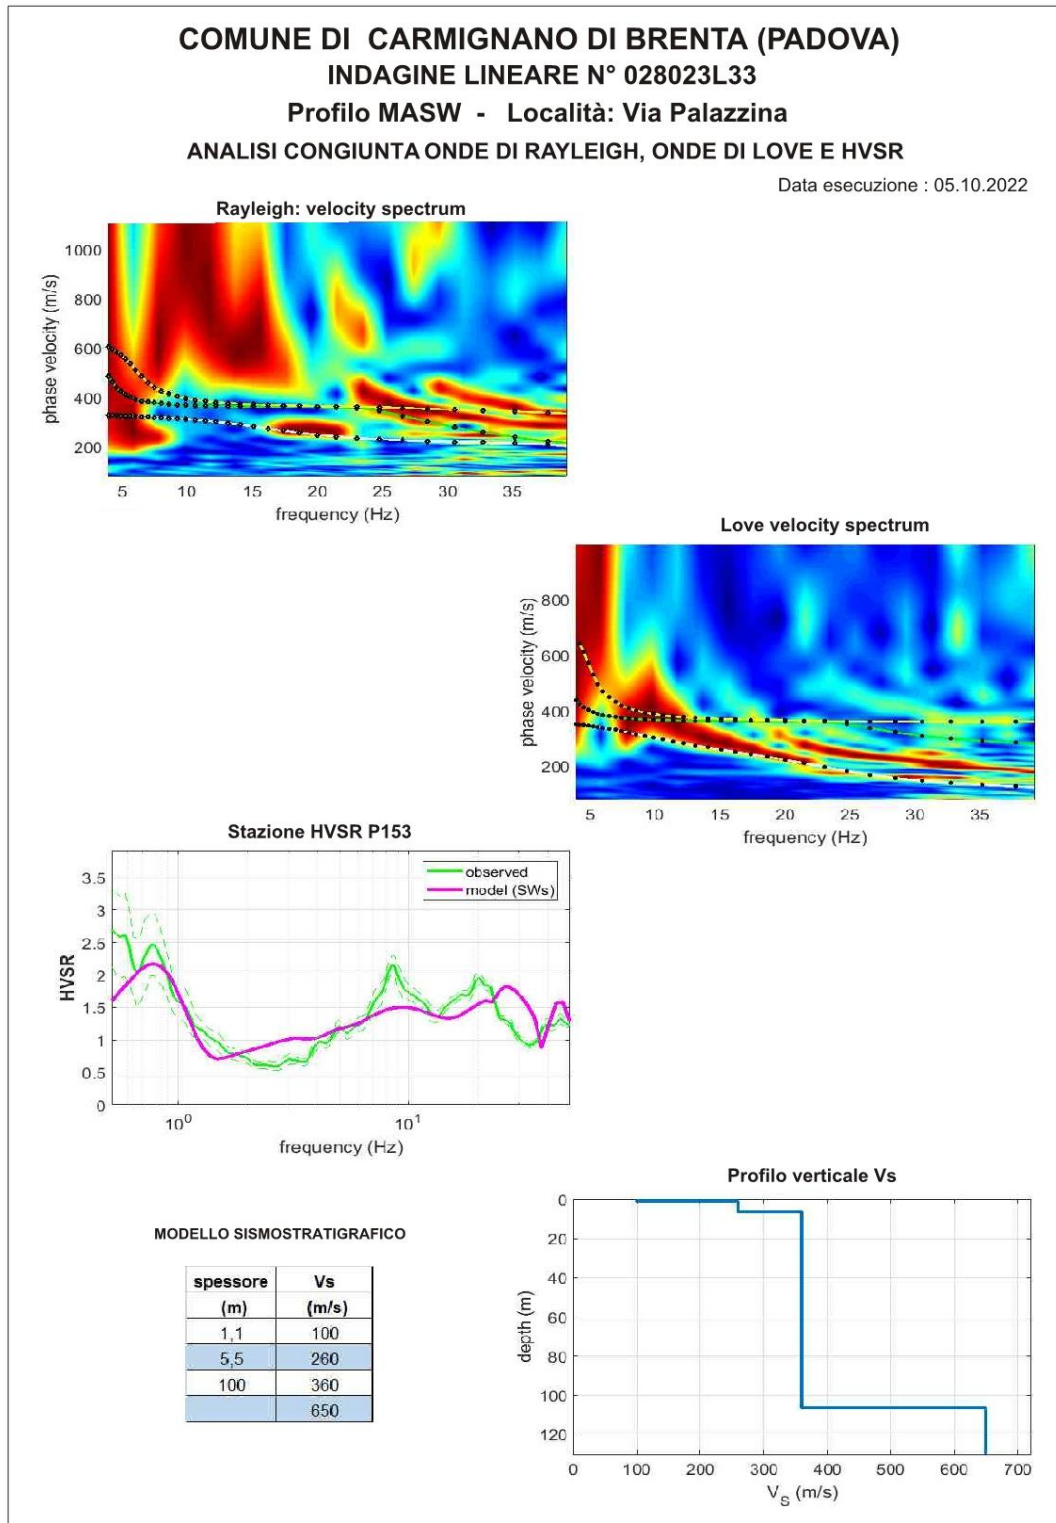 COMUNE DI CARMIGNANO DI BRENTA (PADOVA)
INDAGINE LINEARE N° 028023L33
Profilo MASW - Località: Via Palazzina
ANALISI CONGIUNTA ONDE DI RAYLEIGH, ONDE DI LOVE E HVSR
Data esecuzione : 05.10.2022
Rayleigh: velocity spectrum
phase velocity (m/s)
1000
800
600
400
200
5 10 15 20 25 30 35
frequency (Hz)
Love velocity spectrum
phase velocity (m/s)
800
600
400
200
5 10 15 20 25 30 35
frequency (Hz)
Stazione HVSR P153
observed
model (SWs)
HVSR
3.5
3
2.5
2
1.5
1
0.5
0
10⁰ 10¹
frequency (Hz)
Profilo verticale Vs
depth (m)
0
20
40
60
80
100
120
0 100 200 300 400 500 600 700
V_S (m/s)
MODELLO SISMOSTRATIGRAFICO
spessore Vs
(m) (m/s)
1,1 100
5,5 260
100 360
650